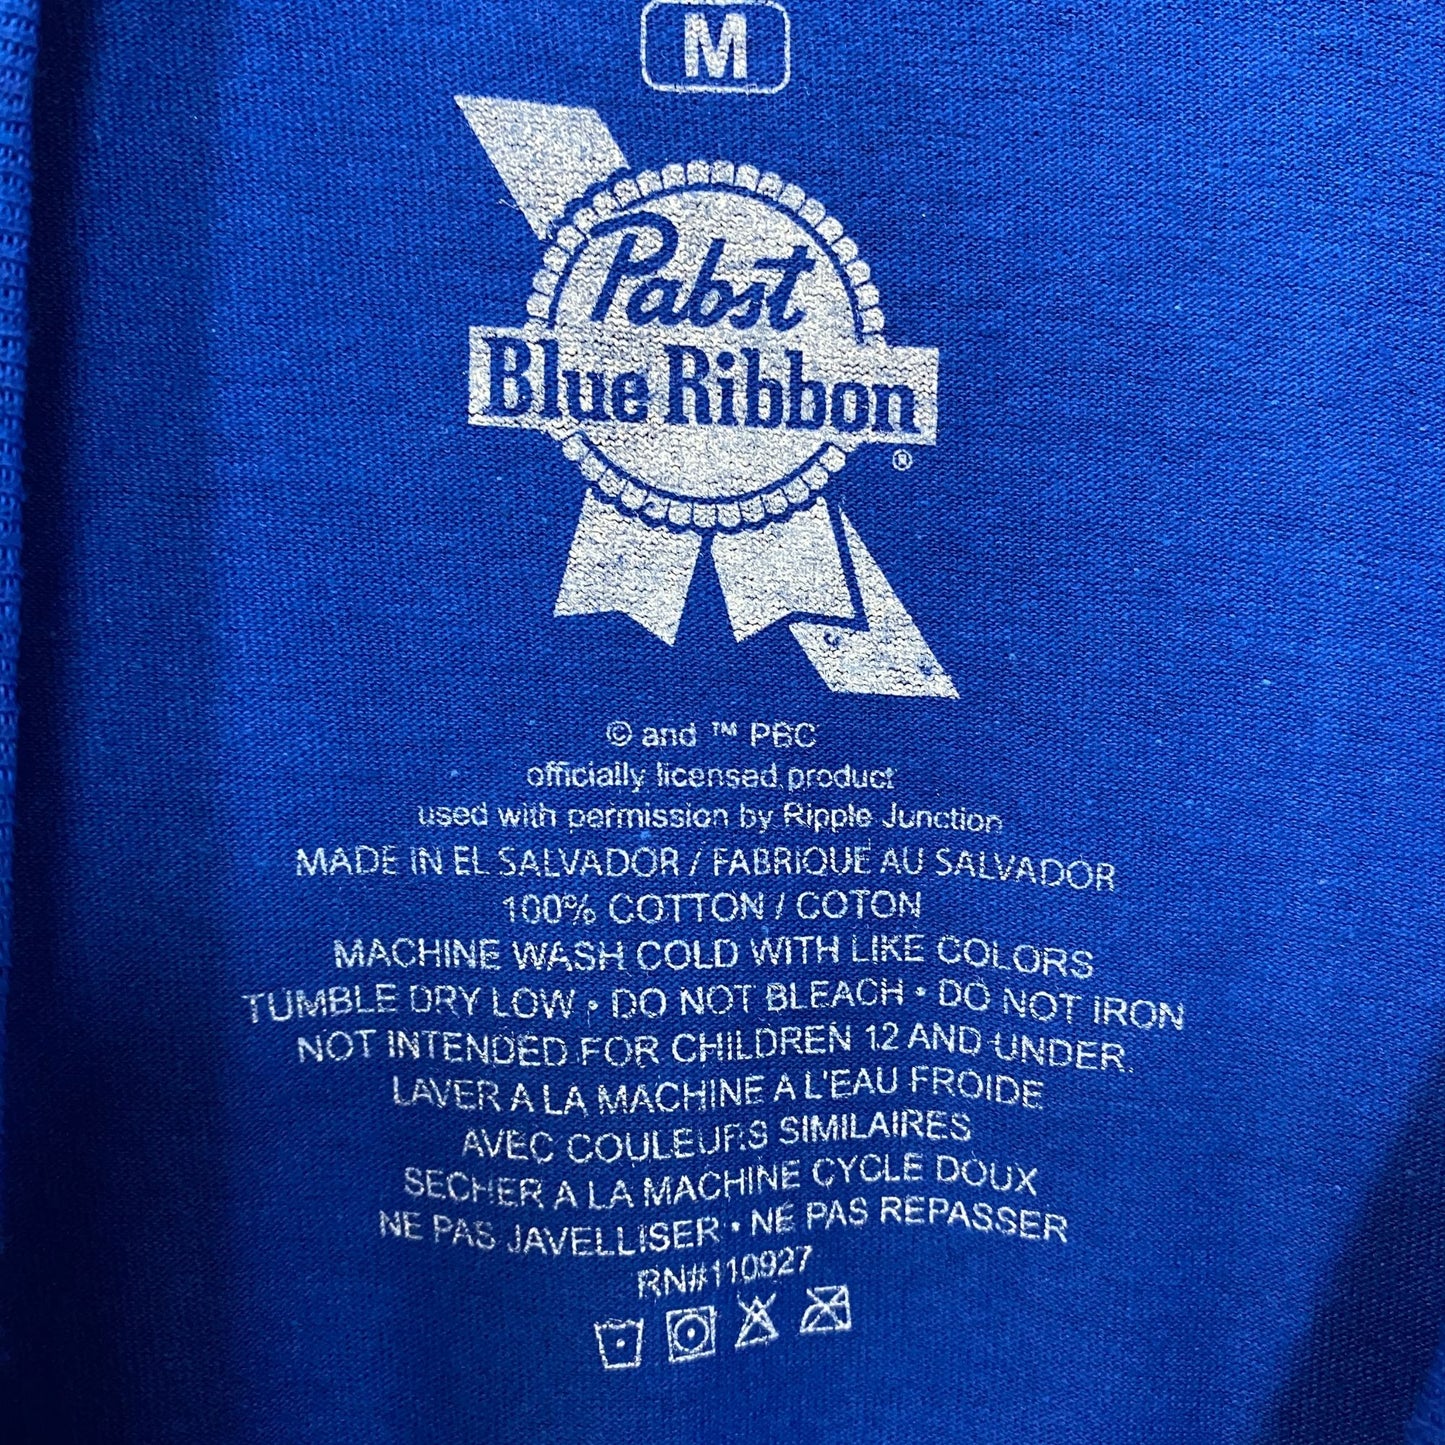 M
Pabst
Blue Ribbon
®
© and ™ PBC
officially licensed product
used with permission by Ripple Junction
MADE IN EL SALVADOR / FABRIQUE AU SALVADOR
100% COTTON / COTON
MACHINE WASH COLD WITH LIKE COLORS
TUMBLE DRY LOW • DO NOT BLEACH • DO NOT IRON
NOT INTENDED FOR CHILDREN 12 AND UNDER.
LAVER A LA MACHINE A L'EAU FROIDE
AVEC COULEURS SIMILAIRES
SECHER A LA MACHINE CYCLE DOUX
NE PAS JAVELLISER • NE PAS REPASSER
RN#110927